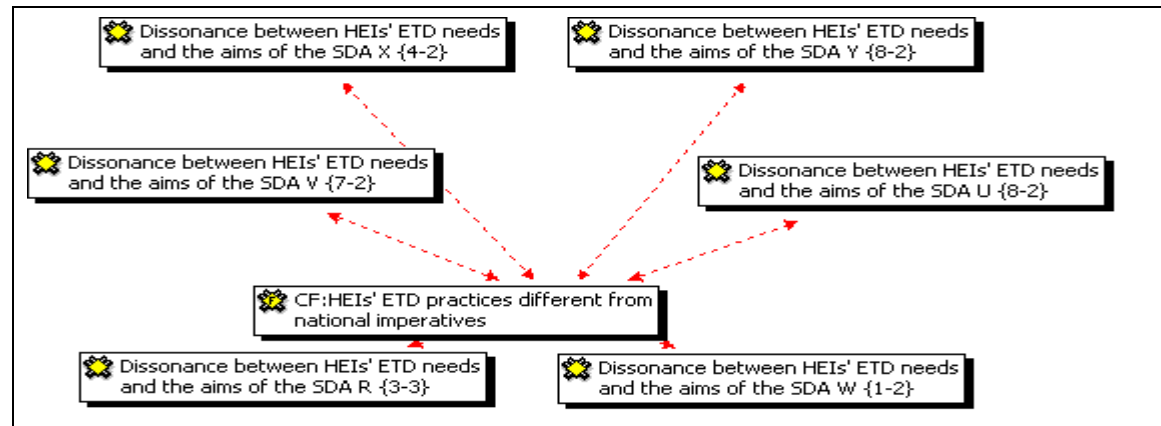 Dissonance between HEIs' ETD needs
and the aims of the SDA X {4-2}
Dissonance between HEIs' ETD needs
and the aims of the SDA Y {8-2}
Dissonance between HEIs' ETD needs
and the aims of the SDA V {7-2}
Dissonance between HEIs' ETD needs
and the aims of the SDA U {8-2}
CF:HEIs' ETD practices different from
national imperatives
Dissonance between HEIs' ETD needs
and the aims of the SDA R {3-3}
Dissonance between HEIs' ETD needs
and the aims of the SDA W {1-2}